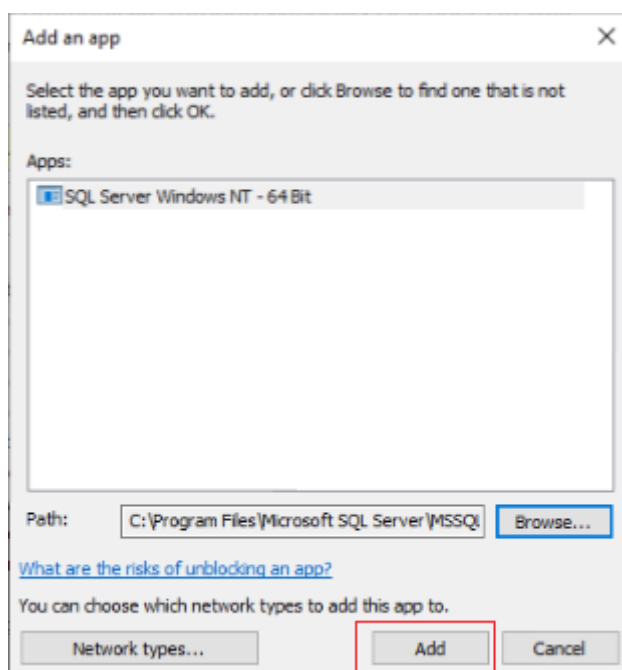 Add an app
Select the app you want to add, or click Browse to find one that is not
listed, and then click OK.
Apps:
SQL Server Windows NT - 64 Bit
Path: C:\Program Files\Microsoft SQL Server\MSSQL Browse...
What are the risks of unblocking an app?
You can choose which network types to add this app to.
Network types... Add Cancel